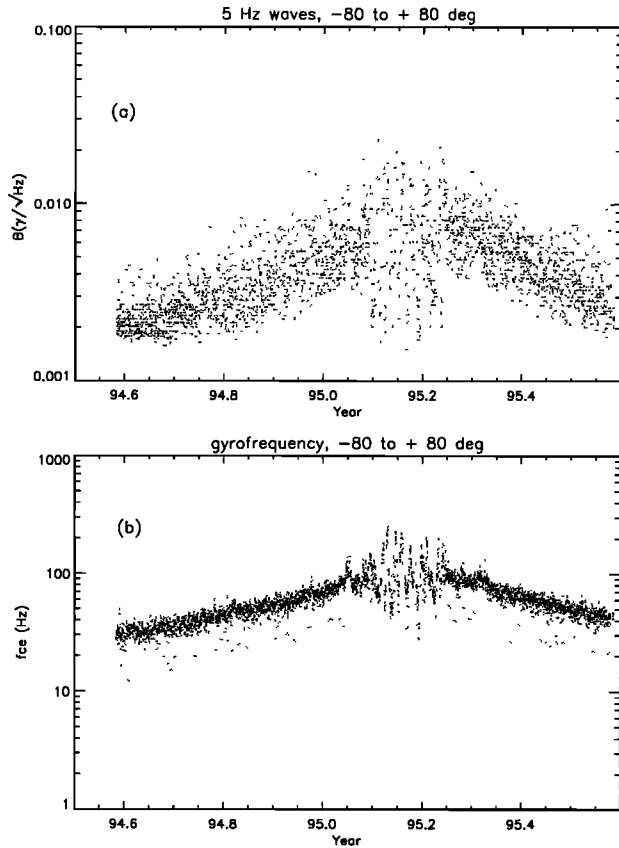 5 Hz waves, -80 to + 80 deg
0.100
(a)
B(γ/√Hz)
0.010
0.001
94.6 94.8 95.0 95.2 95.4
Year
gyrofrequency, -80 to + 80 deg
1000
(b)
100
fce (Hz)
10
1
94.6 94.8 95.0 95.2 95.4
Year